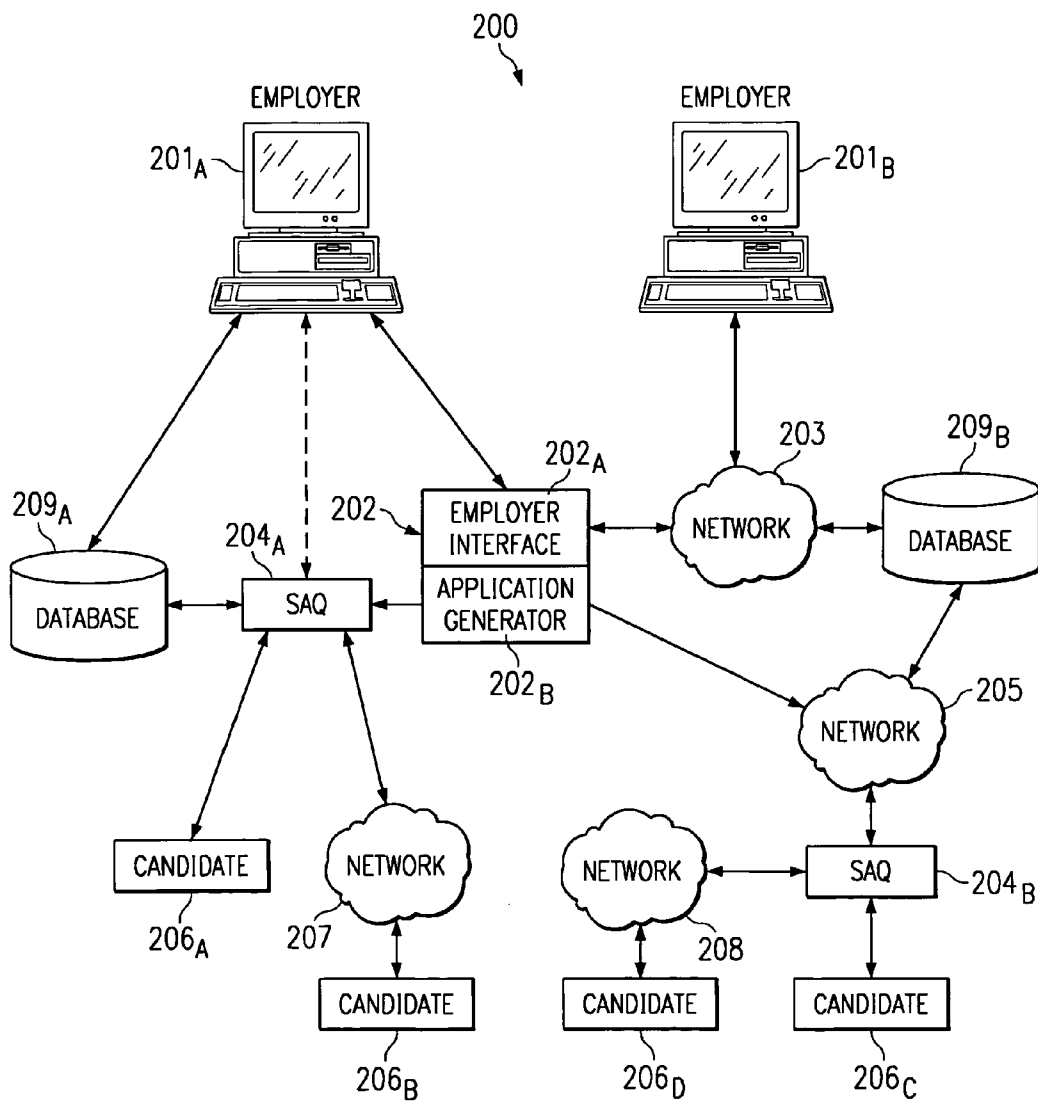 200
EMPLOYER
EMPLOYER
201A
201B
203
209B
202A
209A
202
EMPLOYER
INTERFACE
NETWORK
DATABASE
204A
DATABASE
SAQ
APPLICATION
GENERATOR
202B
205
NETWORK
CANDIDATE
NETWORK
NETWORK
SAQ
204B
206A
207
208
CANDIDATE
CANDIDATE
CANDIDATE
206B
206D
206C